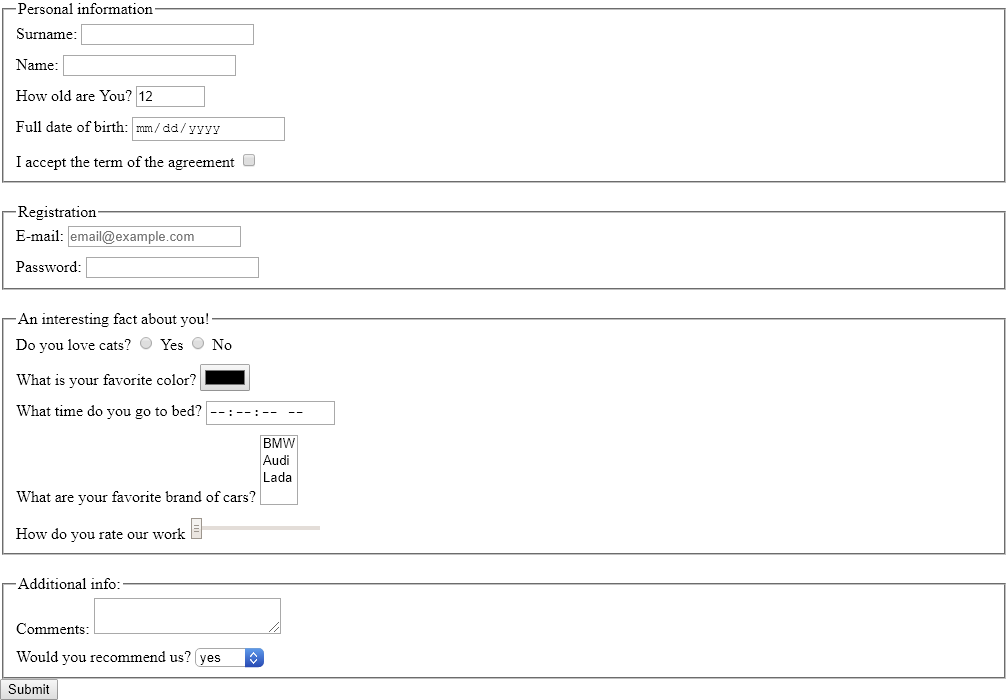 Personal information
Surname:
Name:
How old are You? 12
Full date of birth: mm/dd/yyyy
I accept the term of the agreement
Registration
E-mail: email@example.com
Password:
An interesting fact about you!
Do you love cats? Yes No
What is your favorite color?
What time do you go to bed? --:--:-- --
BMW
Audi
Lada
What are your favorite brand of cars?
How do you rate our work
Additional info:
Comments:
Would you recommend us? yes
Submit